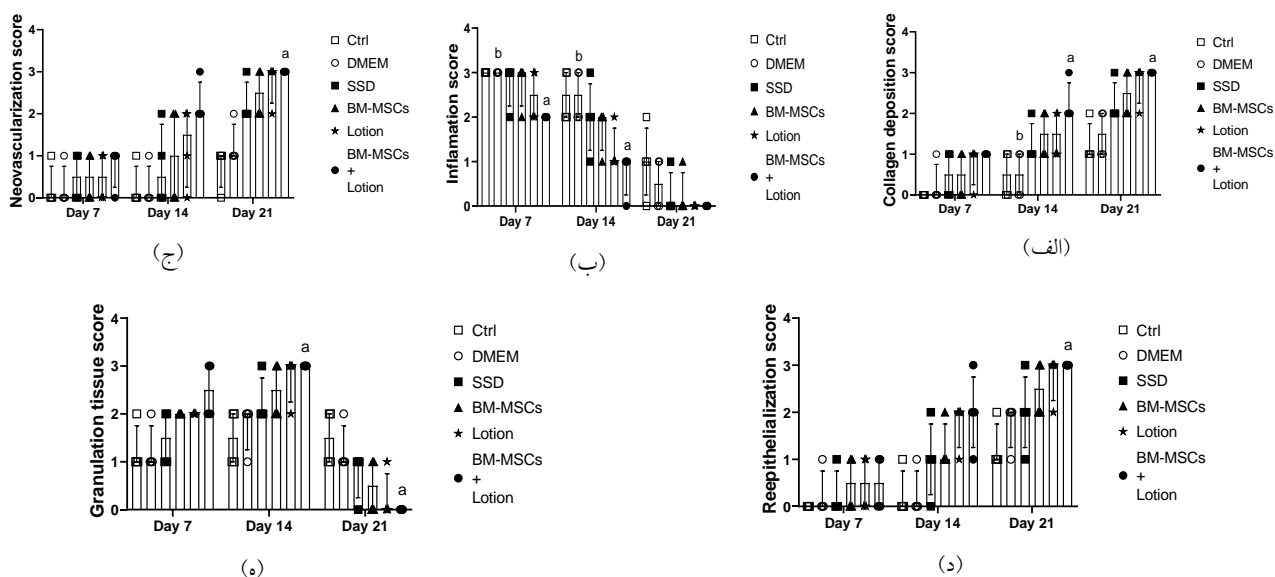 Neovascularization score
4
3
2
1
0
a
Day 7 Day 14 Day 21
Ctrl
DMEM
SSD
BM-MSCs
Lotion
BM-MSCs
+
Lotion
(ج)
Inflamation score
4
3
2
1
0
b a b a
Day 7 Day 14 Day 21
Ctrl
DMEM
SSD
BM-MSCs
Lotion
BM-MSCs
+
Lotion
(ب)
Collagen deposition score
4
3
2
1
0
b a a
Day 7 Day 14 Day 21
Ctrl
DMEM
SSD
BM-MSCs
Lotion
BM-MSCs
+
Lotion
(الف)
Granulation tissue score
4
3
2
1
0
a a
Day 7 Day 14 Day 21
Ctrl
DMEM
SSD
BM-MSCs
Lotion
BM-MSCs
+
Lotion
(ه)
Reepithelialization score
4
3
2
1
0
a
Day 7 Day 14 Day 21
Ctrl
DMEM
SSD
BM-MSCs
Lotion
BM-MSCs
+
Lotion
(د)